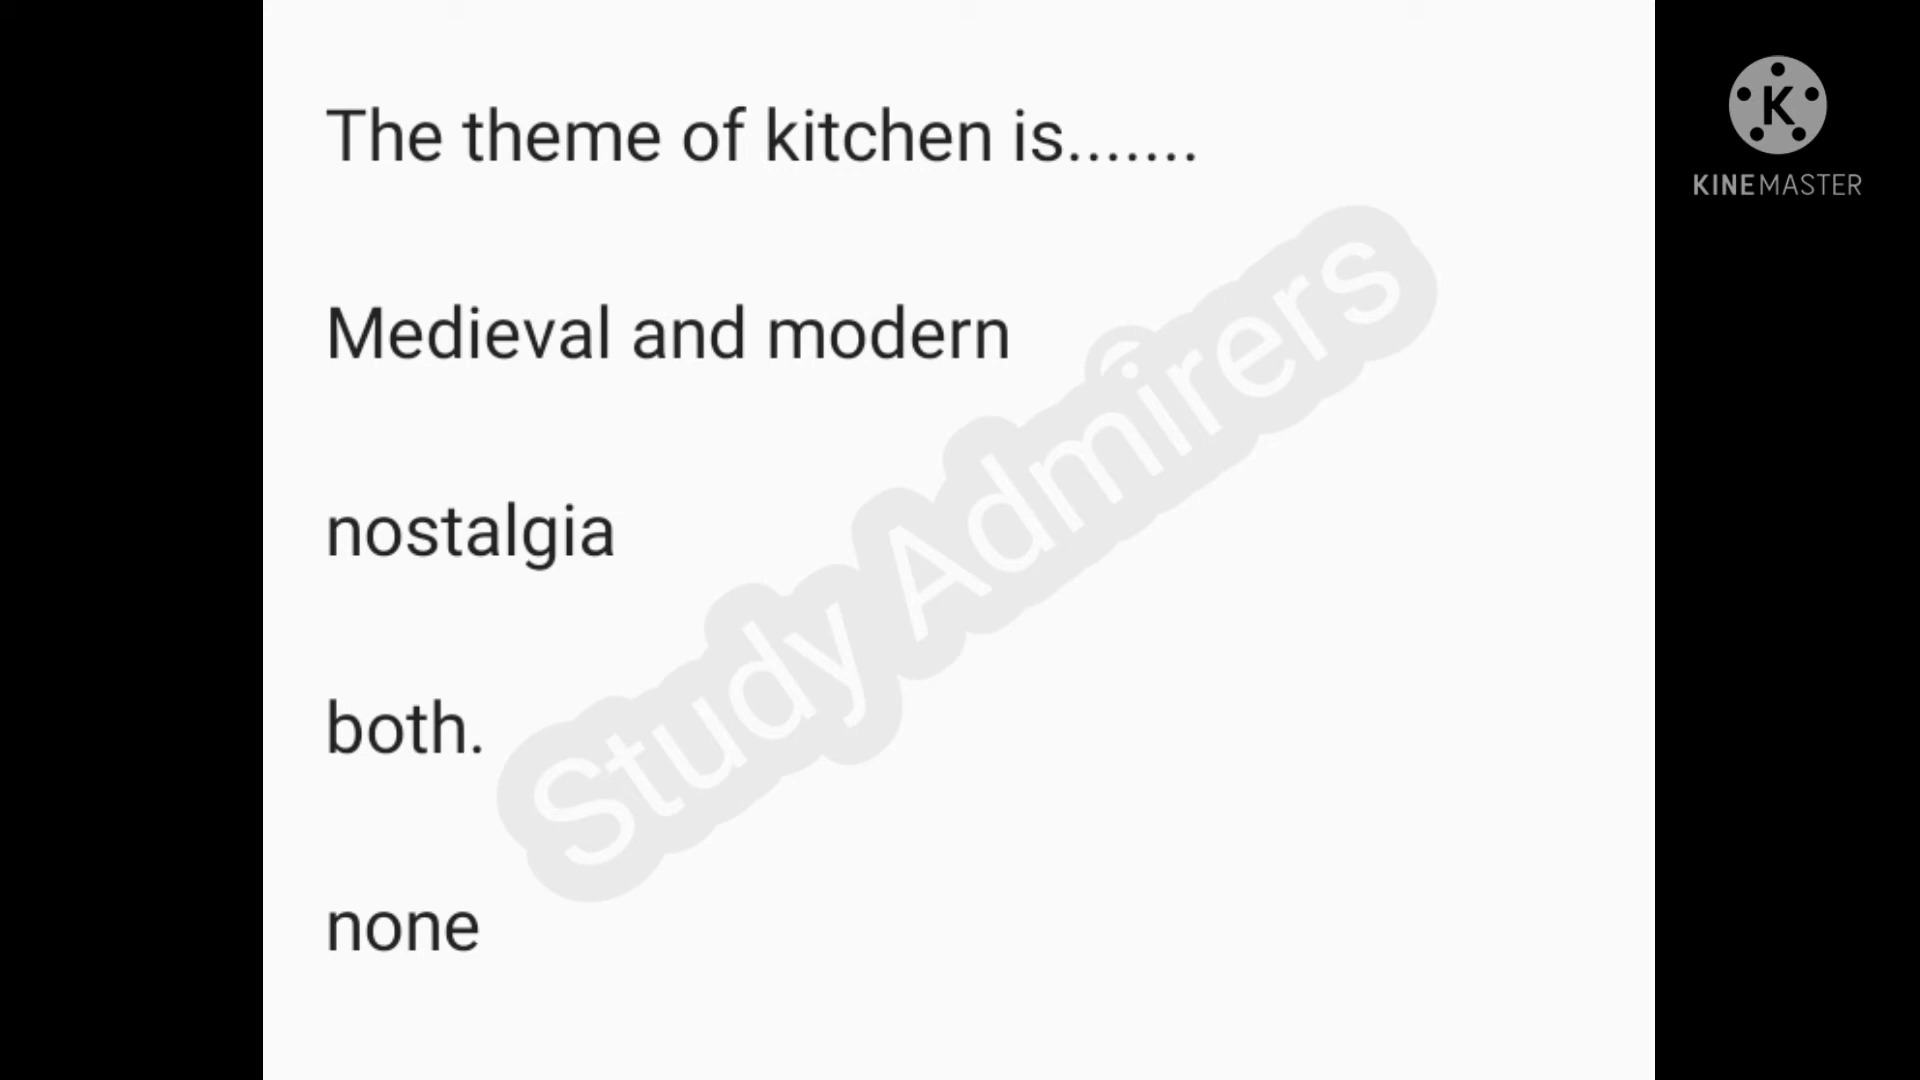 The theme of kitchen is.......
Medieval and modern
nostalgia
both.
none
Study Admirers
K
KINEMASTER